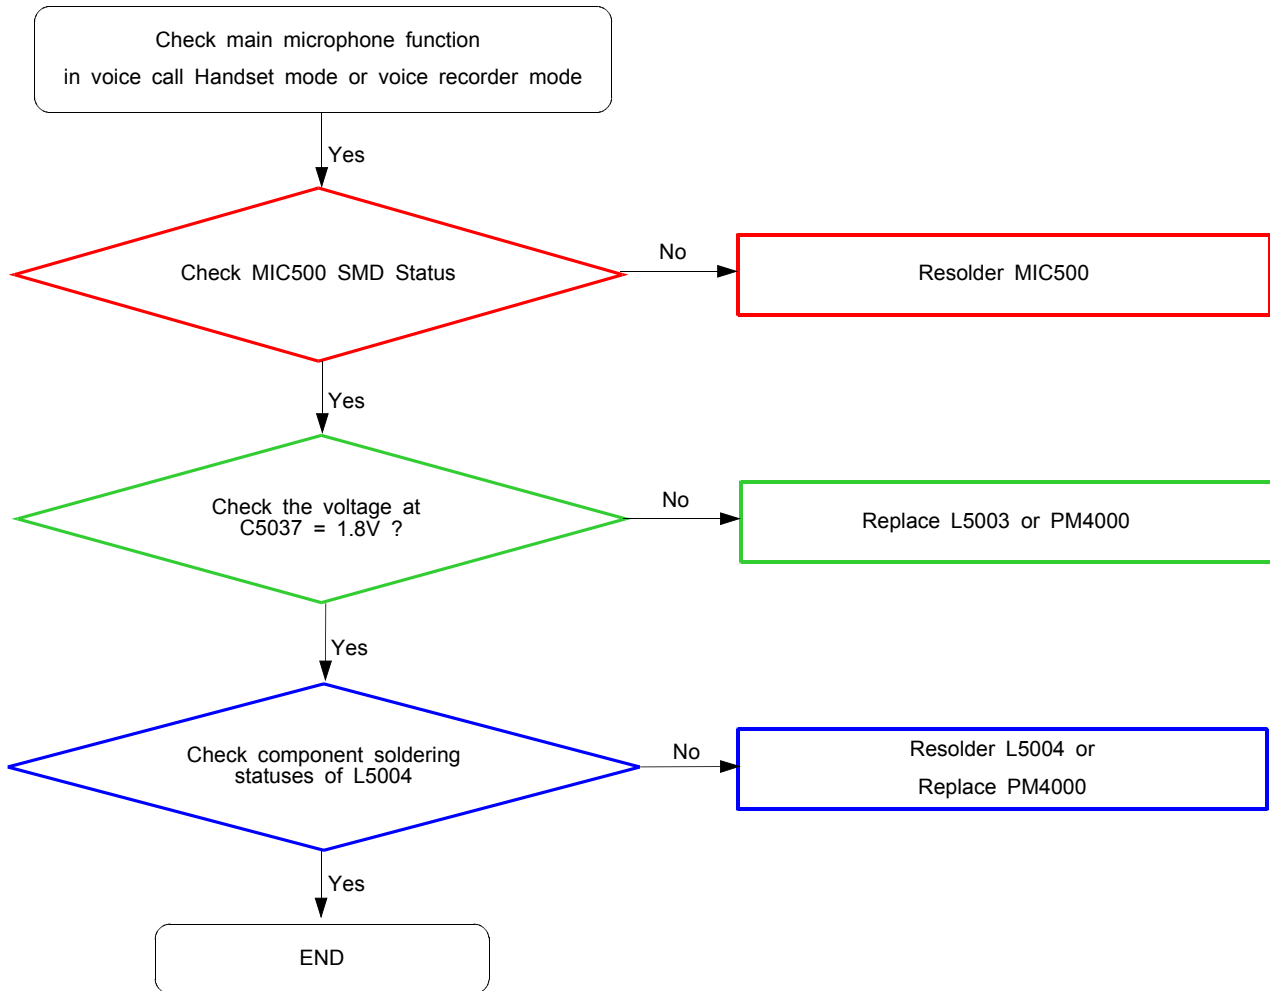 Check main microphone function
in voice call Handset mode or voice recorder mode
Yes
Check MIC500 SMD Status
No
Resolder MIC500
Yes
Check the voltage at
C5037 = 1.8V ?
No
Replace L5003 or PM4000
Yes
Check component soldering
statuses of L5004
No
Resolder L5004 or
Replace PM4000
Yes
END